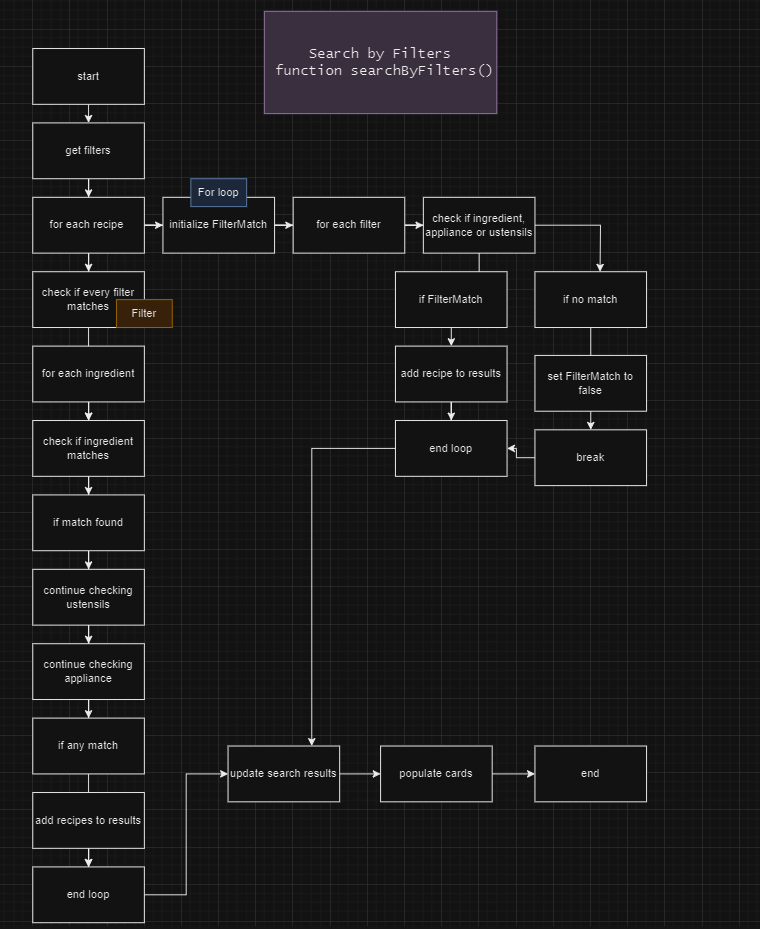 Search by Filters
function searchByFilters()
start
get filters
For loop
for each recipe
initialize FilterMatch
for each filter
check if ingredient,
appliance or ustensils
check if every filter
matches
Filter
if FilterMatch
if no match
for each ingredient
add recipe to results
set FilterMatch to
false
check if ingredient
matches
end loop
break
if match found
continue checking
ustensils
continue checking
appliance
if any match
update search results
populate cards
end
add recipes to results
end loop